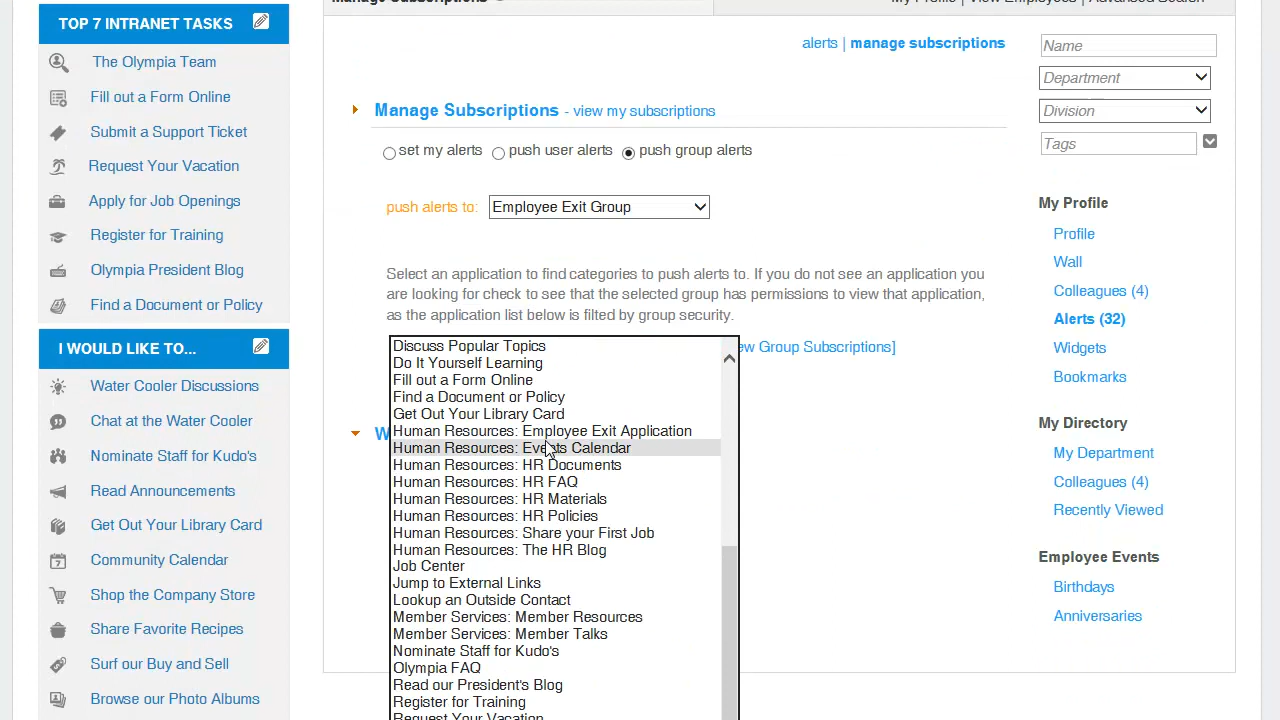 TOP 7 INTRANET TASKS
The Olympia Team
Fill out a Form Online
Submit a Support Ticket
Request Your Vacation
Apply for Job Openings
Register for Training
Olympia President Blog
Find a Document or Policy
I WOULD LIKE TO...
Water Cooler Discussions
Chat at the Water Cooler
Nominate Staff for Kudo's
Read Announcements
Get Out Your Library Card
Community Calendar
Shop the Company Store
Share Favorite Recipes
Surf our Buy and Sell
Browse our Photo Albums
Manage Subscriptions
My Profile | View Employees | Advanced Search
alerts | manage subscriptions
Manage Subscriptions - view my subscriptions
set my alerts push user alerts push group alerts
push alerts to: Employee Exit Group
Select an application to find categories to push alerts to. If you do not see an application you
are looking for check to see that the selected group has permissions to view that application,
as the application list below is filted by group security.
Group Subscriptions]
Discuss Popular Topics
Do It Yourself Learning
Fill out a Form Online
Find a Document or Policy
Get Out Your Library Card
Human Resources: Employee Exit Application
Human Resources: Events Calendar
Human Resources: HR Documents
Human Resources: HR FAQ
Human Resources: HR Materials
Human Resources: HR Policies
Human Resources: Share your First Job
Human Resources: The HR Blog
Job Center
Jump to External Links
Lookup an Outside Contact
Member Services: Member Resources
Member Services: Member Talks
Nominate Staff for Kudo's
Olympia FAQ
Read our President's Blog
Register for Training
Request Your Vacation
Name
Department
Division
Tags
My Profile
Profile
Wall
Colleagues (4)
Alerts (32)
Widgets
Bookmarks
My Directory
My Department
Colleagues (4)
Recently Viewed
Employee Events
Birthdays
Anniversaries